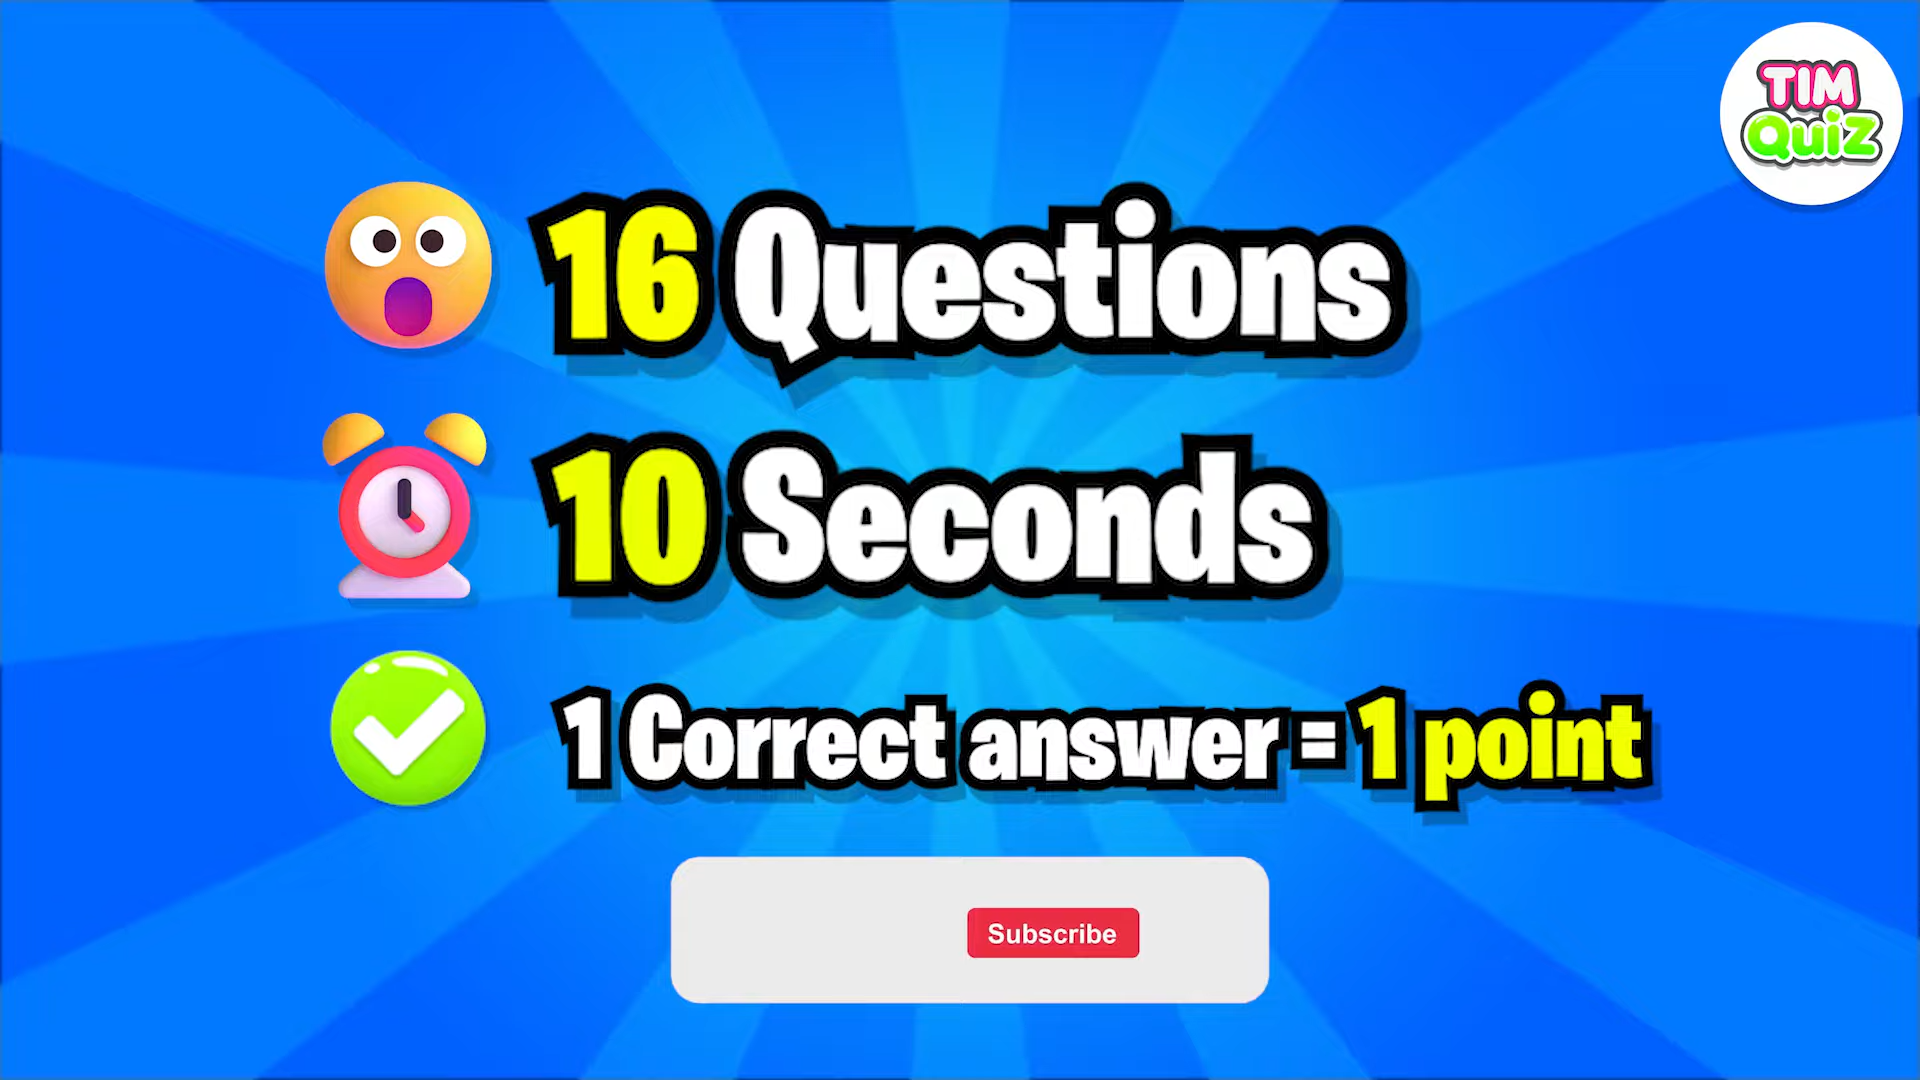 TIM
QuiZ
16 Questions
10 Seconds
1 Correct answer = 1 point
Subscribe